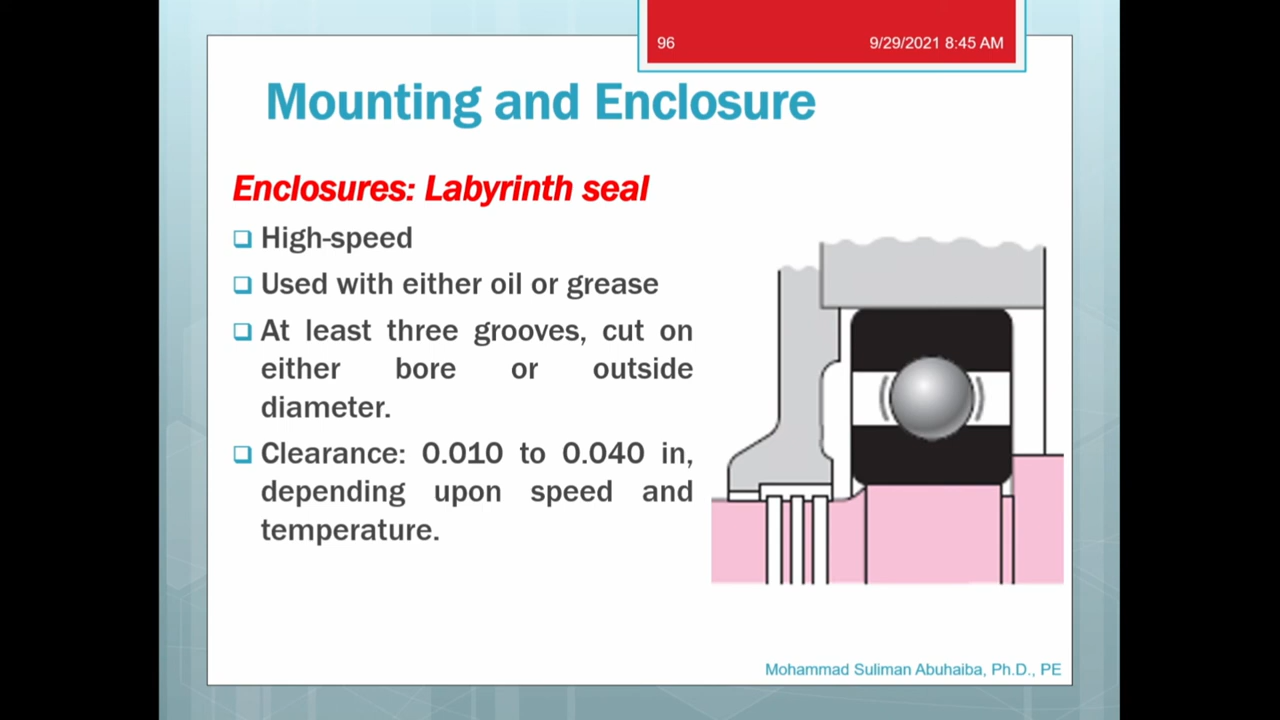 96 9/29/2021 8:45 AM
Mounting and Enclosure
Enclosures: Labyrinth seal
High-speed
Used with either oil or grease
At least three grooves, cut on
either bore or outside
diameter.
Clearance: 0.010 to 0.040 in,
depending upon speed and
temperature.
Mohammad Suliman Abuhaiba, Ph.D., PE